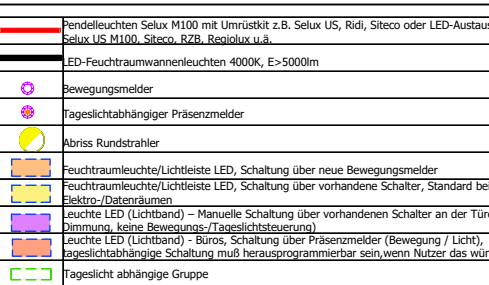 Pendelleuchten Selux M100 mit Umrüstkit z.B. Selux US, Ridi, Siteco oder LED-Austaus
Selux US M100, Siteco, RZB, Regiolux u.ä.
LED-Feuchtraumwannenleuchten 4000K, E>5000lm
Bewegungsmelder
Tageslichtabhängiger Präsenzmelder
Abriss Rundstrahler
Feuchtraumleuchte/Lichtleiste LED, Schaltung über neue Bewegungsmelder
Feuchtraumleuchte/Lichtleiste LED, Schaltung über vorhandene Schalter, Standard bei
Elektro-/Datenräumen
Leuchte LED (Lichtband) – Manuelle Schaltung über vorhandenen Schalter an der Türe
Dimmung, keine Bewegungs-/Tageslichtsteuerung)
Leuchte LED (Lichtband) - Büros, Schaltung über Präsenzmelder (Bewegung / Licht),
tageslichtabhängige Schaltung muß herausprogrammierbar sein,wenn Nutzer das wür
Tageslicht abhängige Gruppe